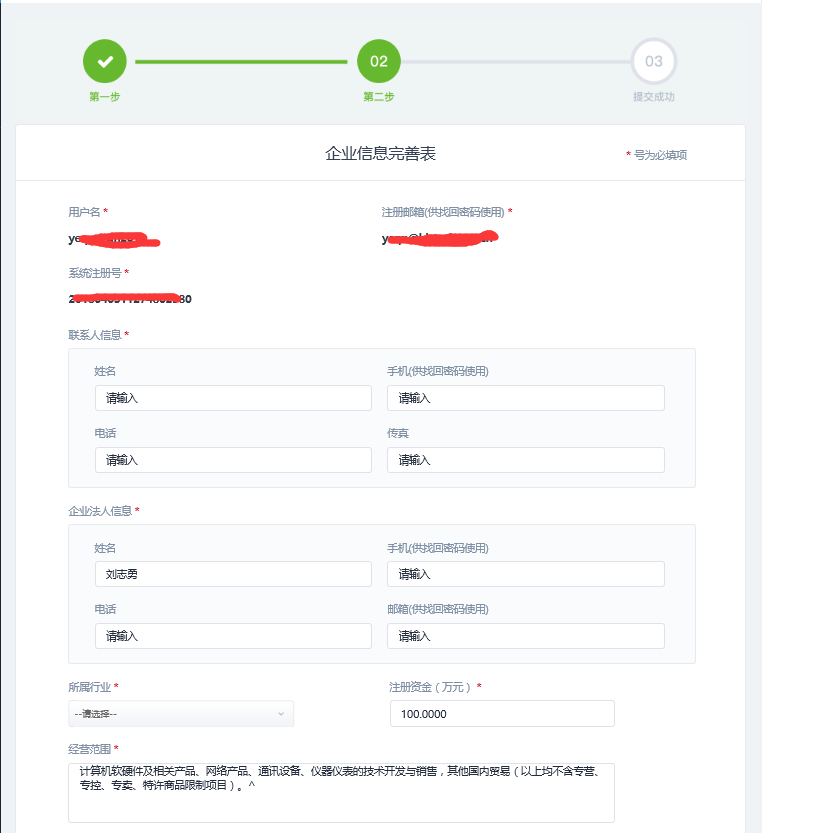 02
03
第一步
第二步
提交成功
企业信息完善表
* 号为必填项
用户名 *
注册邮箱(供找回密码使用) *
系统注册号 *
联系人信息 *
姓名
手机(供找回密码使用)
请输入
请输入
电话
传真
请输入
请输入
企业法人信息 *
姓名
手机(供找回密码使用)
刘志勇
请输入
电话
邮箱(供找回密码使用)
请输入
请输入
所属行业 *
注册资金（万元） *
--请选择--
100.0000
经营范围 *
计算机软硬件及相关产品、网络产品、通讯设备、仪器仪表的技术开发与销售，其他国内贸易（以上均不含专营、
专控、专卖、特许商品限制项目）。^